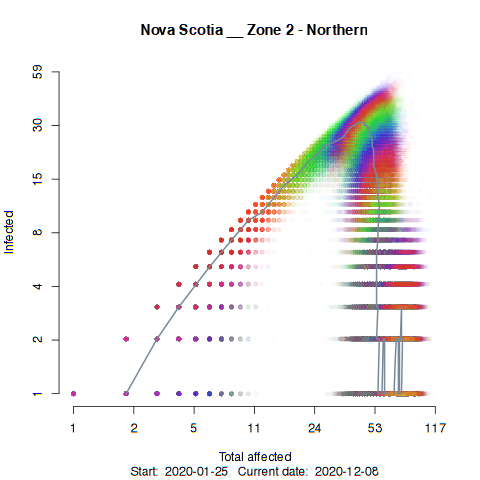 Nova Scotia __ Zone 2 - Northern
59
30
15
8
4
2
1
Infected
1 2 5 11 24 53 117
Total affected
Start: 2020-01-25 Current date: 2020-12-08